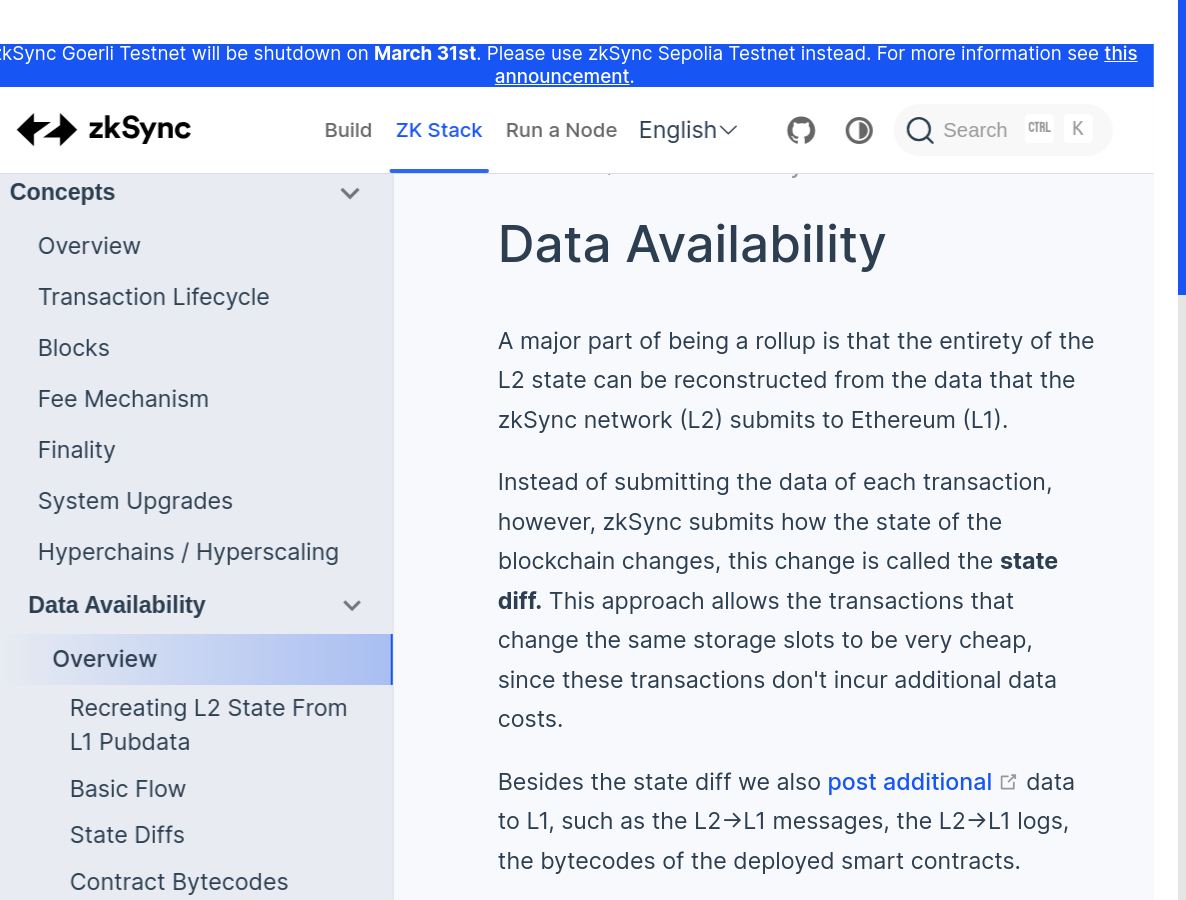 zkSync Goerli Testnet will be shutdown on March 31st. Please use zkSync Sepolia Testnet instead. For more information see this
announcement.
zkSync
Build
ZK Stack
Run a Node
English
Search
CTRL
K
Concepts
Overview
Transaction Lifecycle
Blocks
Fee Mechanism
Finality
System Upgrades
Hyperchains / Hyperscaling
Data Availability
Overview
Recreating L2 State From
L1 Pubdata
Basic Flow
State Diffs
Contract Bytecodes
Data Availability
A major part of being a rollup is that the entirety of the
L2 state can be reconstructed from the data that the
zkSync network (L2) submits to Ethereum (L1).
Instead of submitting the data of each transaction,
however, zkSync submits how the state of the
blockchain changes, this change is called the state
diff. This approach allows the transactions that
change the same storage slots to be very cheap,
since these transactions don't incur additional data
costs.
Besides the state diff we also post additional data
to L1, such as the L2→L1 messages, the L2→L1 logs,
the bytecodes of the deployed smart contracts.